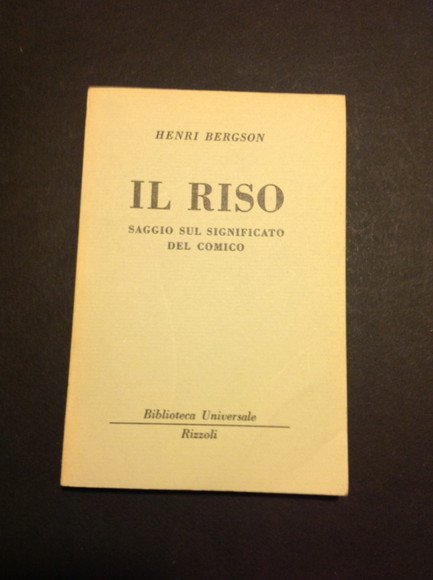 HENRI BERGSON
IL RISO
SAGGIO SUL SIGNIFICATO
DEL COMICO
Biblioteca Universale
Rizzoli